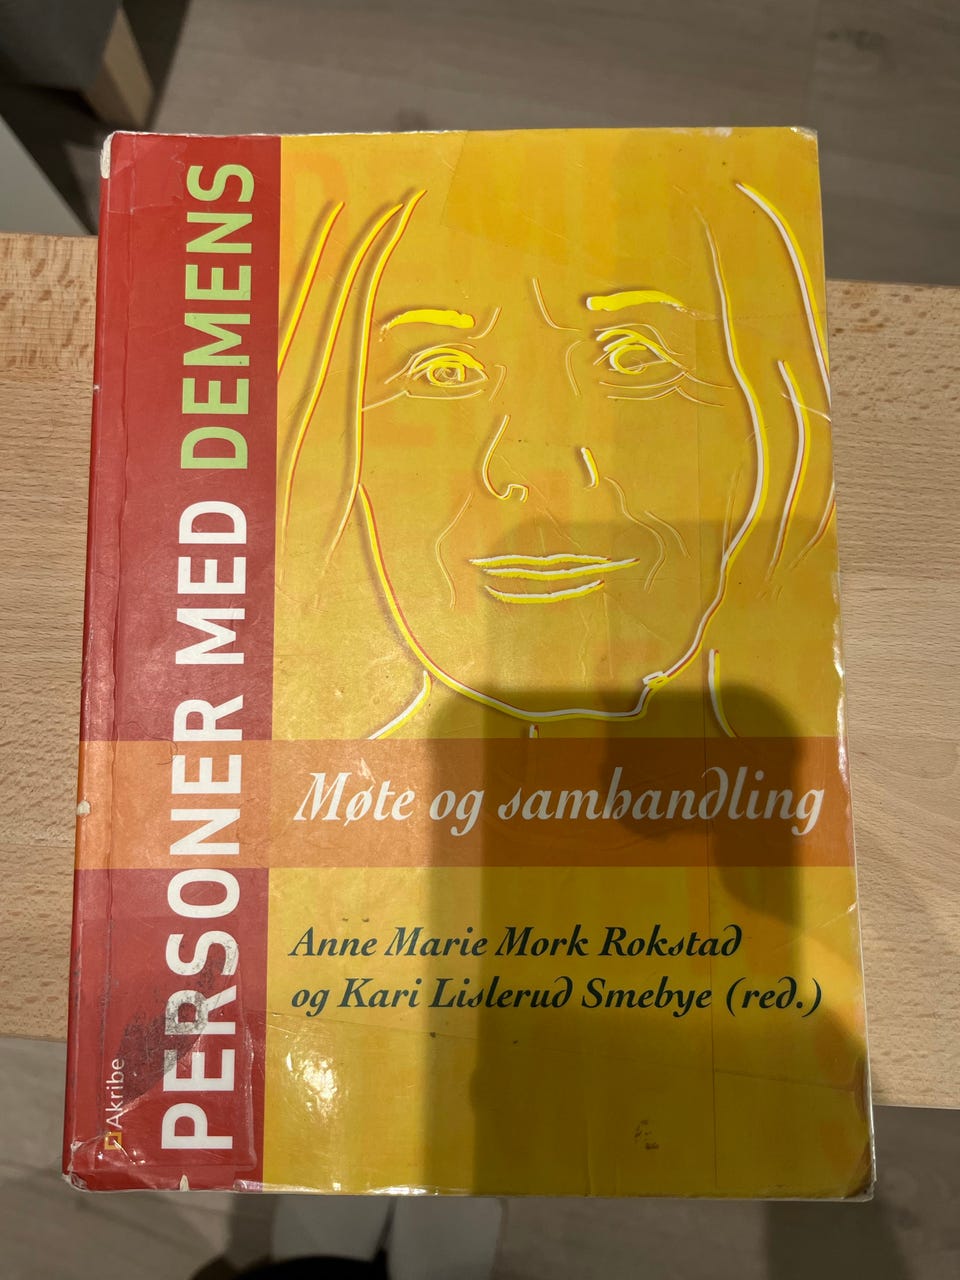 PERSONER MED DEMENS
Møte og samhandling
Anne Marie Mork Rokstad
og Kari Lislerud Smebye (red.)
Akribe